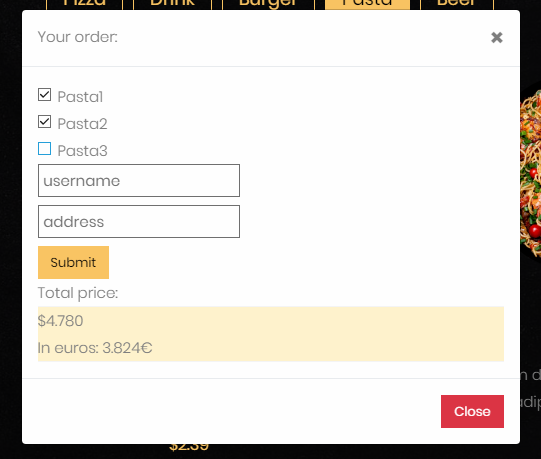 Pizza Drink Burger Pasta Beer
Your order:
×
Pasta1
Pasta2
Pasta3
username
address
Submit
Total price:
$4.780
In euros: 3.824€
Close
$2.39